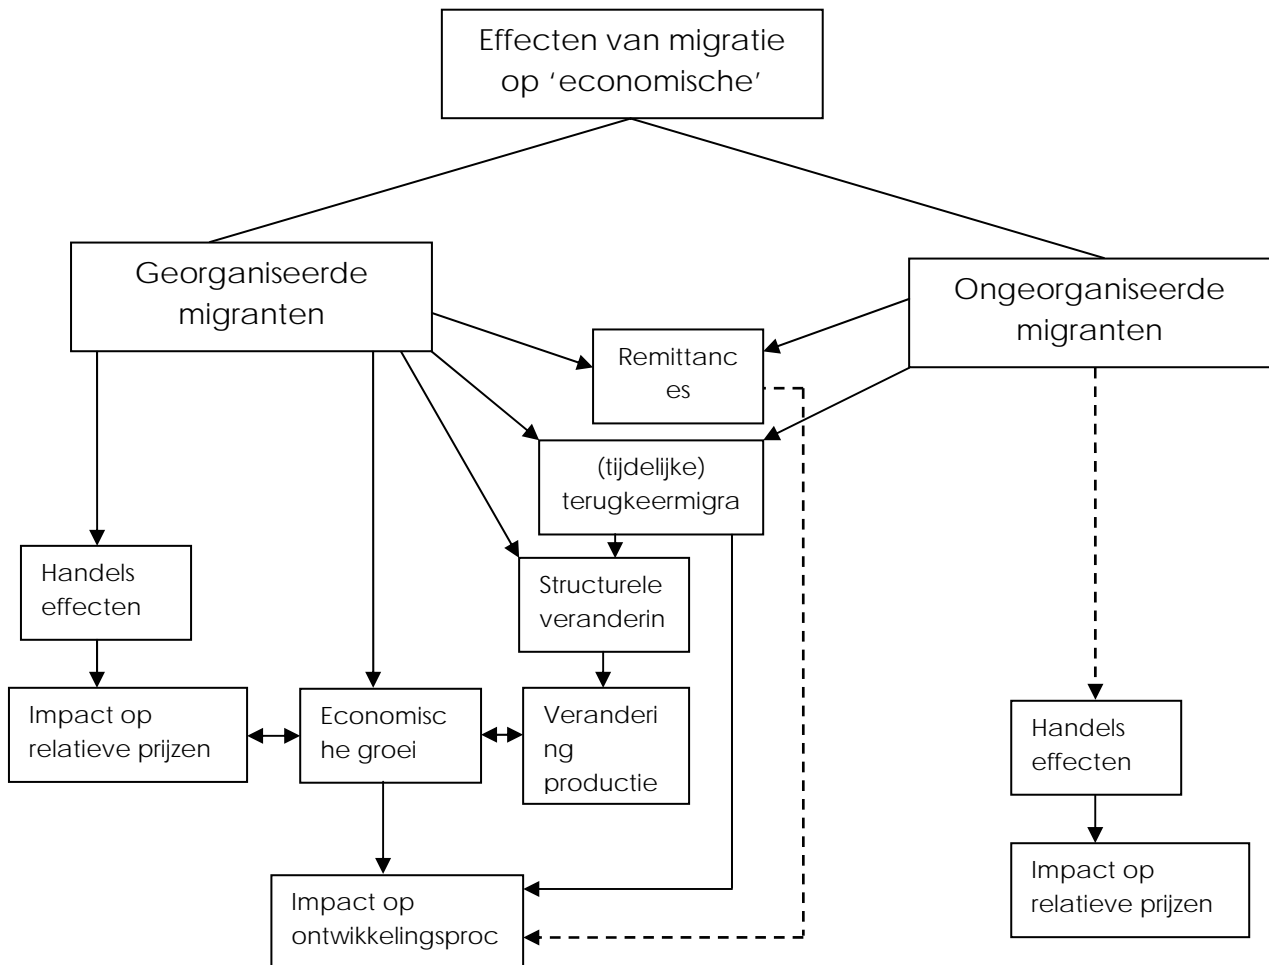 Effecten van migratie
op ‘economische’
Georganiseerde
migranten
Ongeorganiseerde
migranten
Remittanc
es
(tijdelijke)
terugkeermigra
Handels
effecten
Structurele
veranderin
Impact op
relatieve prijzen
Economisc
he groei
Veranderi
ng
productie
Handels
effecten
Impact op
relatieve prijzen
Impact op
ontwikkelingsproc